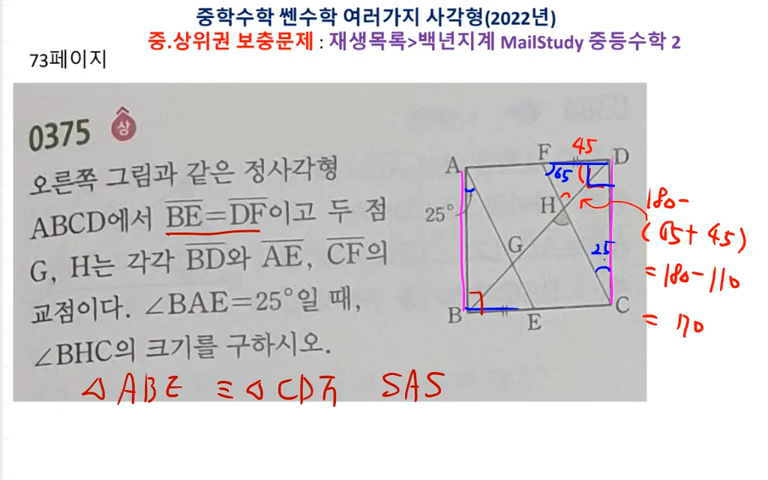 중학수학 쎈수학 여러가지 사각형(2022년)
중.상위권 보충문제 : 재생목록>백년지계 MailStudy 중등수학 2
73페이지
0375 상
오른쪽 그림과 같은 정사각형
ABCD에서 BE=DF이고 두 점
G, H는 각각 BD와 AE, CF의
교점이다. ∠BAE=25°일 때,
∠BHC의 크기를 구하시오.
A F 45 D
65
25°
H
G
25
B E C
180-
(65+45)
=180-110
=70
△ABE ≡ △CDF SAS